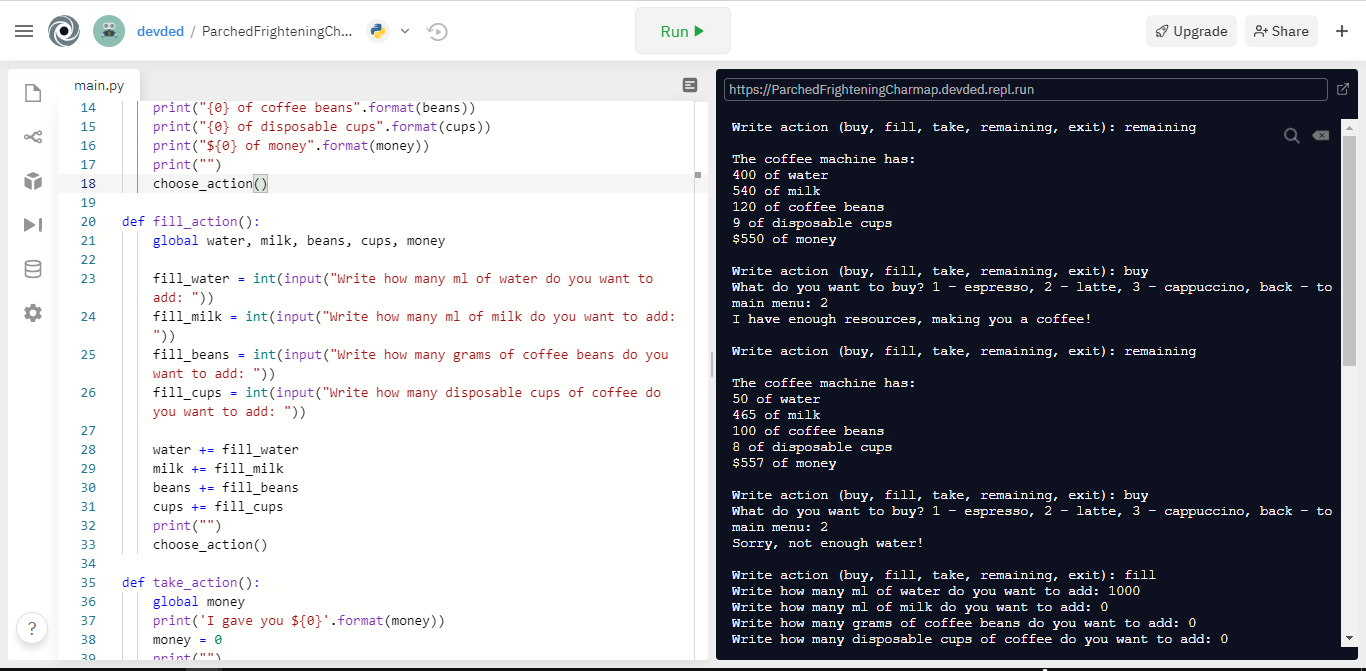 devded / ParchedFrighteningCh...
Run
Upgrade
Share
main.py
14 print("{0} of coffee beans".format(beans))
15 print("{0} of disposable cups".format(cups))
16 print("${0} of money".format(money))
17 print("")
18 choose_action()
19
20 def fill_action():
21 global water, milk, beans, cups, money
22
23 fill_water = int(input("Write how many ml of water do you want to
add: "))
24 fill_milk = int(input("Write how many ml of milk do you want to add:
"))
25 fill_beans = int(input("Write how many grams of coffee beans do you
want to add: "))
26 fill_cups = int(input("Write how many disposable cups of coffee do
you want to add: "))
27
28 water += fill_water
29 milk += fill_milk
30 beans += fill_beans
31 cups += fill_cups
32 print("")
33 choose_action()
34
35 def take_action():
36 global money
37 print('I gave you ${0}'.format(money))
38 money = 0
39 print("")
?
https://ParchedFrighteningCharmap.devded.repl.run
Write action (buy, fill, take, remaining, exit): remaining
The coffee machine has:
400 of water
540 of milk
120 of coffee beans
9 of disposable cups
$550 of money
Write action (buy, fill, take, remaining, exit): buy
What do you want to buy? 1 - espresso, 2 - latte, 3 - cappuccino, back - to
main menu: 2
I have enough resources, making you a coffee!
Write action (buy, fill, take, remaining, exit): remaining
The coffee machine has:
50 of water
465 of milk
100 of coffee beans
8 of disposable cups
$557 of money
Write action (buy, fill, take, remaining, exit): buy
What do you want to buy? 1 - espresso, 2 - latte, 3 - cappuccino, back - to
main menu: 2
Sorry, not enough water!
Write action (buy, fill, take, remaining, exit): fill
Write how many ml of water do you want to add: 1000
Write how many ml of milk do you want to add: 0
Write how many grams of coffee beans do you want to add: 0
Write how many disposable cups of coffee do you want to add: 0